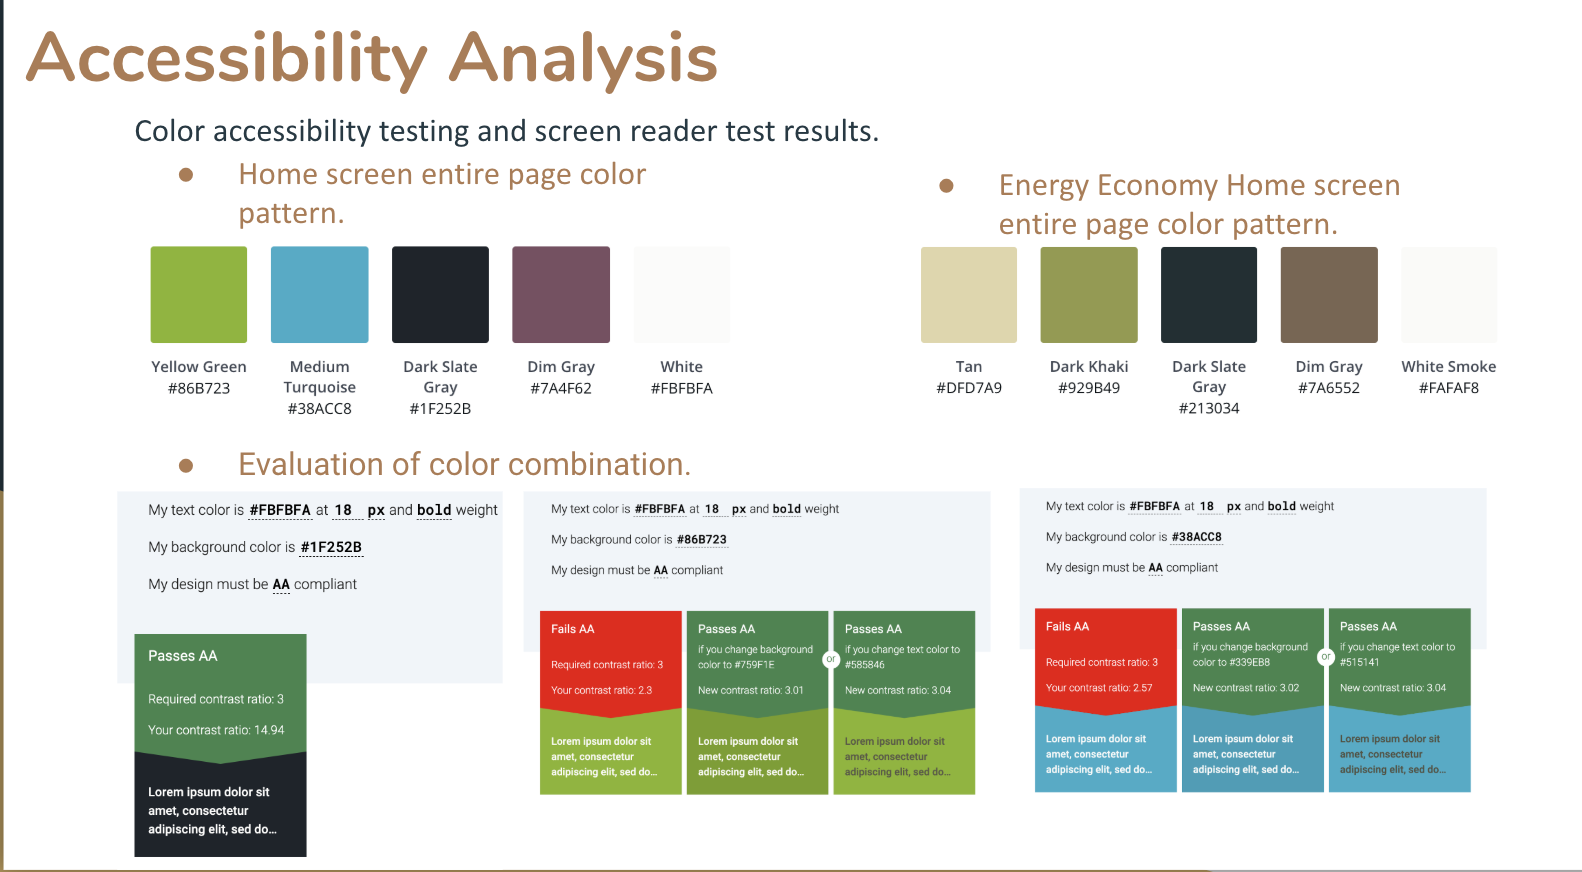 Accessibility Analysis
Color accessibility testing and screen reader test results.
● Home screen entire page color
pattern.
Yellow Green
#86B723
Medium
Turquoise
#38ACC8
Dark Slate
Gray
#1F252B
Dim Gray
#7A4F62
White
#FBFBFA
● Energy Economy Home screen
entire page color pattern.
Tan
#DFD7A9
Dark Khaki
#929B49
Dark Slate
Gray
#213034
Dim Gray
#7A6552
White Smoke
#FAFAF8
● Evaluation of color combination.
My text color is #FBFBFA at 18 px and bold weight
My background color is #1F252B
My design must be AA compliant
Passes AA
Required contrast ratio: 3
Your contrast ratio: 14.94
Lorem ipsum dolor sit
amet, consectetur
adipiscing elit, sed do...
My text color is #FBFBFA at 18 px and bold weight
My background color is #86B723
My design must be AA compliant
Fails AA
Required contrast ratio: 3
Your contrast ratio: 2.3
Lorem ipsum dolor sit
amet, consectetur
adipiscing elit, sed do...
Passes AA
if you change background
color to #759F1E
New contrast ratio: 3.01
Lorem ipsum dolor sit
amet, consectetur
adipiscing elit, sed do...
or
Passes AA
if you change text color to
#585846
New contrast ratio: 3.04
Lorem ipsum dolor sit
amet, consectetur
adipiscing elit, sed do...
My text color is #FBFBFA at 18 px and bold weight
My background color is #38ACC8
My design must be AA compliant
Fails AA
Required contrast ratio: 3
Your contrast ratio: 2.57
Lorem ipsum dolor sit
amet, consectetur
adipiscing elit, sed do...
Passes AA
if you change background
color to #339EB8
New contrast ratio: 3.02
Lorem ipsum dolor sit
amet, consectetur
adipiscing elit, sed do...
or
Passes AA
if you change text color to
#515141
New contrast ratio: 3.04
Lorem ipsum dolor sit
amet, consectetur
adipiscing elit, sed do...